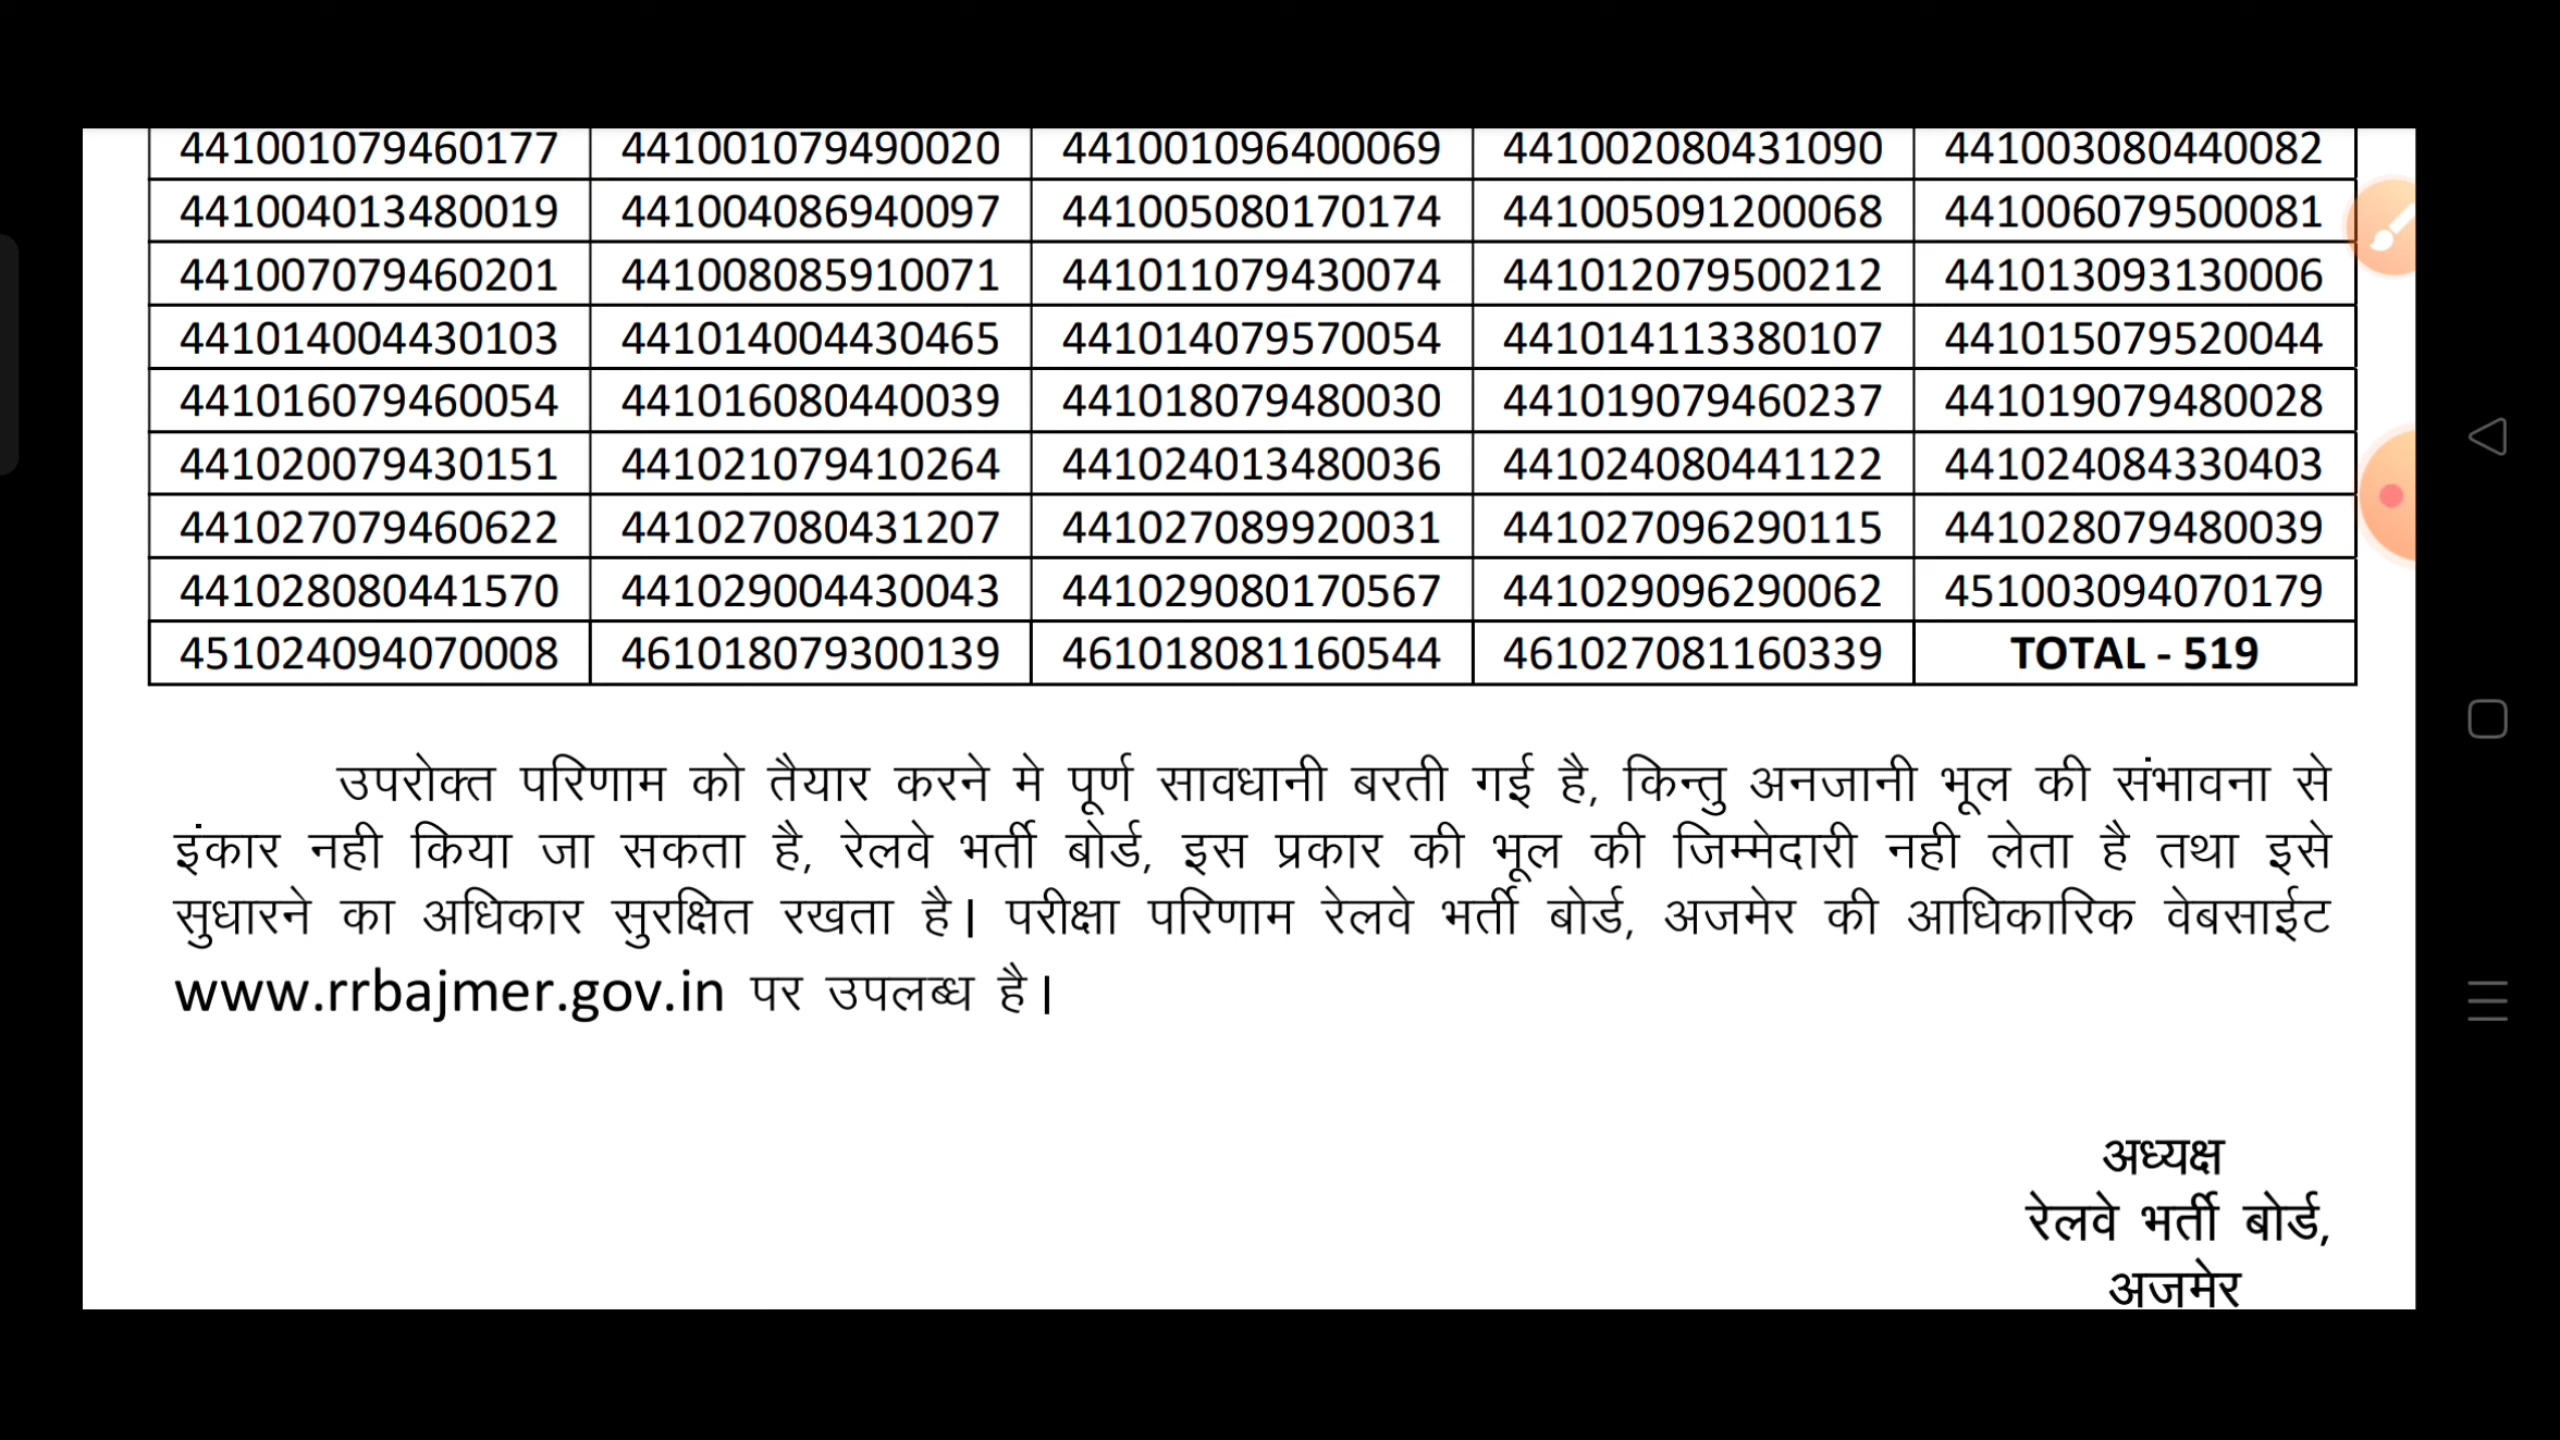 441001079460177 441001079490020 441001096400069 441002080431090 441003080440082
441004013480019 441004086940097 441005080170174 441005091200068 441006079500081
441007079460201 441008085910071 441011079430074 441012079500212 441013093130006
441014004430103 441014004430465 441014079570054 441014113380107 441015079520044
441016079460054 441016080440039 441018079480030 441019079460237 441019079480028
441020079430151 441021079410264 441024013480036 441024080441122 441024084330403
441027079460622 441027080431207 441027089920031 441027096290115 441028079480039
441028080441570 441029004430043 441029080170567 441029096290062 451003094070179
451024094070008 461018079300139 461018081160544 461027081160339 TOTAL - 519
उपरोक्त परिणाम को तैयार करने मे पूर्ण सावधानी बरती गई है, किन्तु अनजानी भूल की संभावना से
इंकार नही किया जा सकता है, रेलवे भर्ती बोर्ड, इस प्रकार की भूल की जिम्मेदारी नही लेता है तथा इसे
सुधारने का अधिकार सुरक्षित रखता है। परीक्षा परिणाम रेलवे भर्ती बोर्ड, अजमेर की आधिकारिक वेबसाईट
www.rrbajmer.gov.in पर उपलब्ध है।
अध्यक्ष
रेलवे भर्ती बोर्ड,
अजमेर